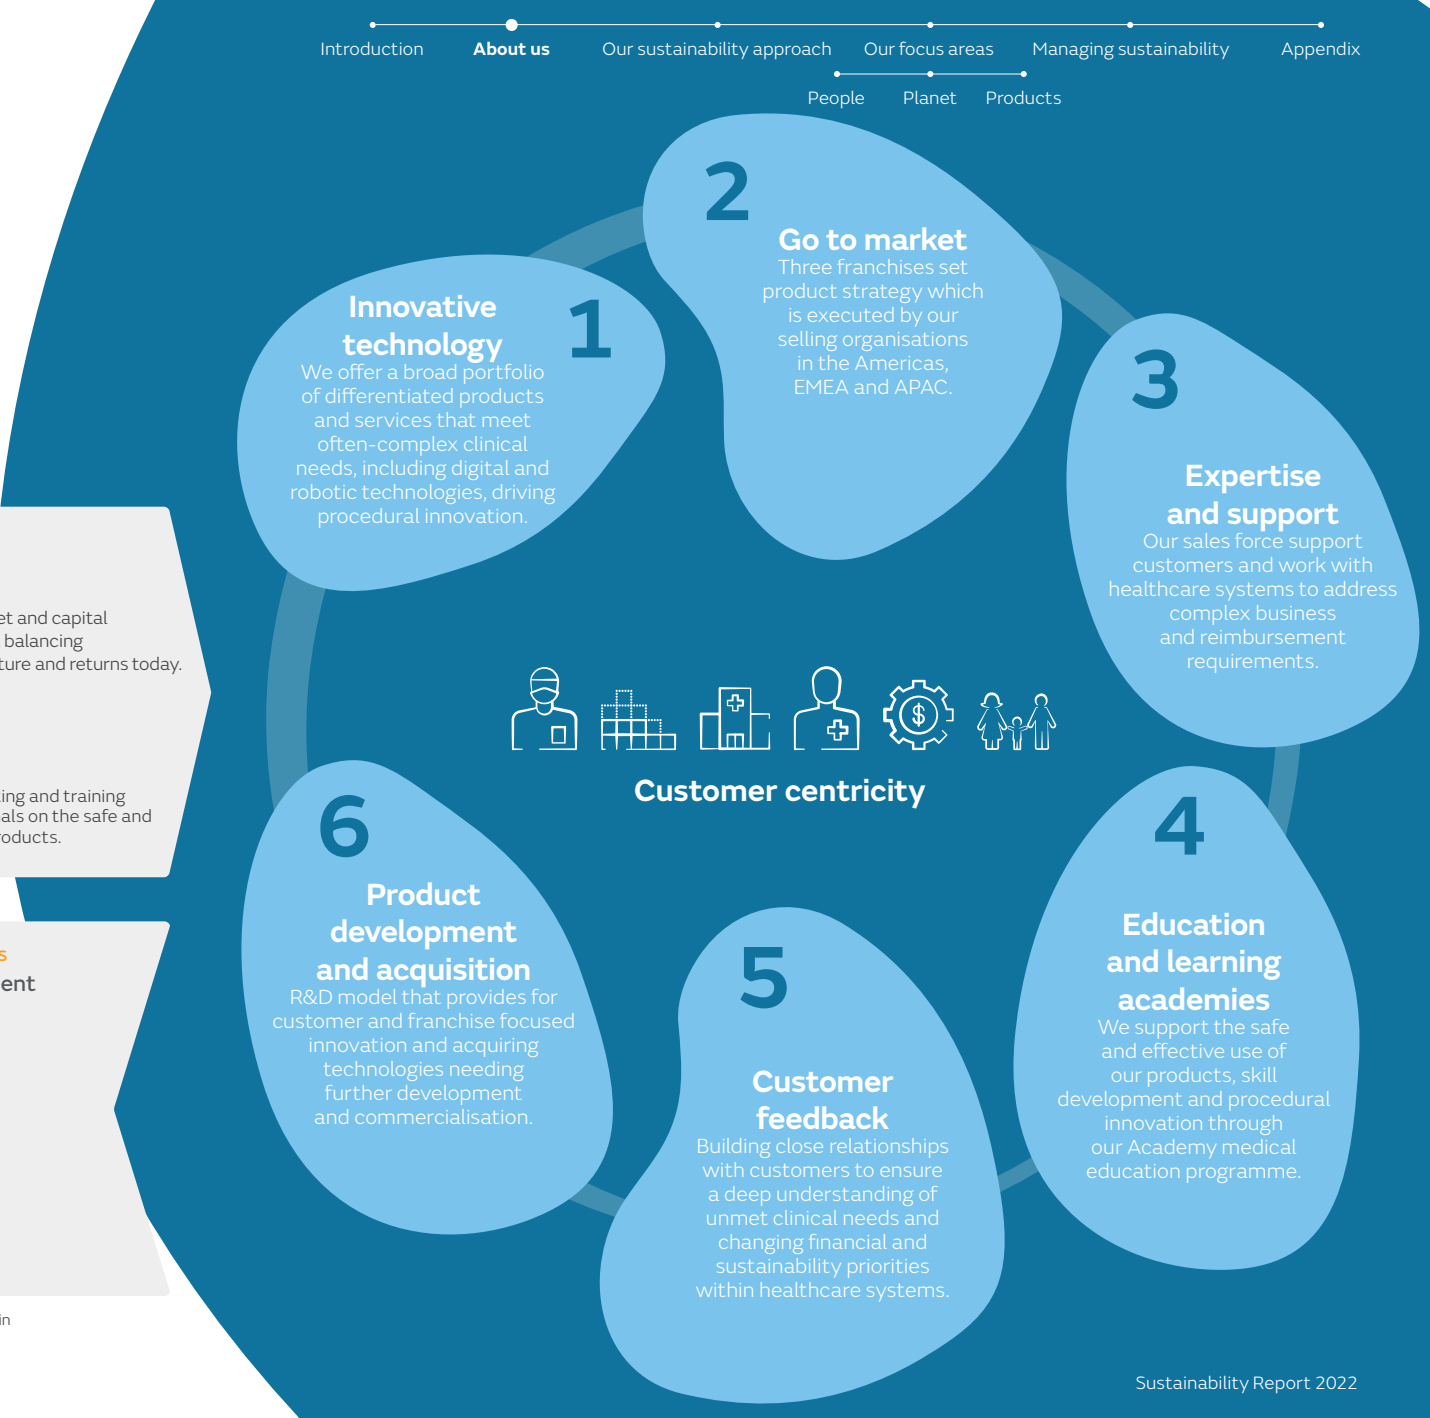 Introduction
About us
Our sustainability approach
Our focus areas
Managing sustainability
Appendix
People
Planet
Products
1
Innovative
technology
We offer a broad portfolio
of differentiated products
and services that meet
often-complex clinical
needs, including digital and
robotic technologies, driving
procedural innovation.
2
Go to market
Three franchises set
product strategy which
is executed by our
selling organisations
in the Americas,
EMEA and APAC.
3
Expertise
and support
Our sales force support
customers and work with
healthcare systems to address
complex business
and reimbursement
requirements.
and capital
balancing
and returns today.
and training
on the safe and
$
Customer centricity
4
Education
and learning
academies
We support the safe
and effective use of
our products, skill
development and procedural
innovation through
our Academy medical
education programme.
5
Customer
feedback
Building close relationships
with customers to ensure
a deep understanding of
unmet clinical needs and
changing financial and
sustainability priorities
within healthcare systems.
6
Product
development
and acquisition
R&D model that provides for
customer and franchise focused
innovation and acquiring
technologies needing
further development
and commercialisation.
Sustainability Report 2022